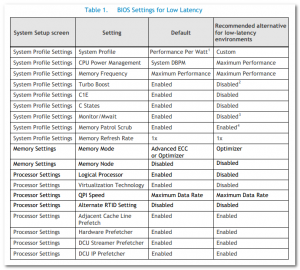 Table 1. BIOS Settings for Low Latency
System Setup screen Setting Default Recommended alternative for low-latency environments
System Profile Settings System Profile Performance Per Watt¹ Custom
System Profile Settings CPU Power Management System DBPM Maximum Performance
System Profile Settings Memory Frequency Maximum Performance Maximum Performance
System Profile Settings Turbo Boost Enabled Disabled²
System Profile Settings C1E Enabled Disabled
System Profile Settings C States Enabled Disabled
System Profile Settings Monitor/Mwait Enabled Disabled³
System Profile Settings Memory Patrol Scrub Enabled Enabled⁴
System Profile Settings Memory Refresh Rate 1x 1x
Memory Settings Memory Mode Advanced ECC or Optimizer Optimizer
Memory Settings Memory Node Disabled Disabled
Processor Settings Logical Processor Enabled Disabled
Processor Settings Virtualization Technology Enabled Disabled
Processor Settings QPI Speed Maximum Data Rate Maximum Data Rate
Processor Settings Alternate RTID Setting Disabled Disabled
Processor Settings Adjacent Cache Line Prefetch Enabled Enabled
Processor Settings Hardware Prefetcher Enabled Enabled
Processor Settings DCU Streamer Prefetcher Enabled Enabled
Processor Settings DCU IP Prefetcher Enabled Enabled